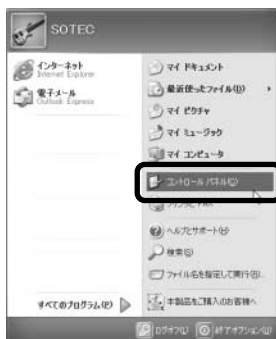 SOTEC
インターネット
Internet Explorer
電子メール
Outlook Express
マイ ドキュメント
最近使ったファイル(D)
マイ ピクチャ
マイ ミュージック
マイ コンピュータ
コントロール パネル(C)
ヘルプとサポート(H)
検索(S)
ファイル名を指定して実行(R)...
本製品をご購入のお客様へ
すべてのプログラム(P)
ログオフ(L)
終了オプション(U)